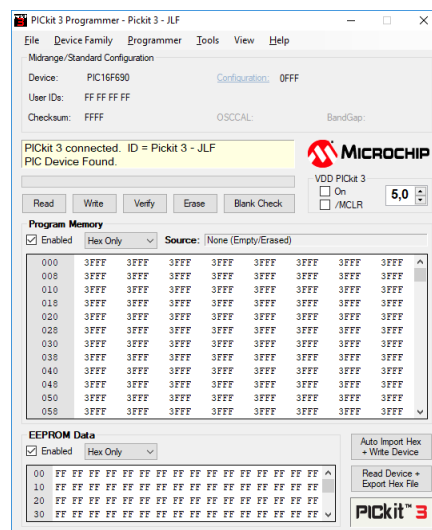 PICkit 3 Programmer - Pickit 3 - JLF
File Device Family Programmer Tools View Help
Midrange/Standard Configuration
Device: PIC16F690 Configuration: 0FFF
User IDs: FF FF FF FF
Checksum: FFFF OSCCAL: BandGap:
PICkit 3 connected. ID = Pickit 3 - JLF
PIC Device Found.
MICROCHIP
VDD PICkit 3
On
/MCLR
5,0
Read Write Verify Erase Blank Check
Program Memory
Enabled Hex Only Source: None (Empty/Erased)
000 3FFF 3FFF 3FFF 3FFF 3FFF 3FFF 3FFF 3FFF
008 3FFF 3FFF 3FFF 3FFF 3FFF 3FFF 3FFF 3FFF
010 3FFF 3FFF 3FFF 3FFF 3FFF 3FFF 3FFF 3FFF
018 3FFF 3FFF 3FFF 3FFF 3FFF 3FFF 3FFF 3FFF
020 3FFF 3FFF 3FFF 3FFF 3FFF 3FFF 3FFF 3FFF
028 3FFF 3FFF 3FFF 3FFF 3FFF 3FFF 3FFF 3FFF
030 3FFF 3FFF 3FFF 3FFF 3FFF 3FFF 3FFF 3FFF
038 3FFF 3FFF 3FFF 3FFF 3FFF 3FFF 3FFF 3FFF
040 3FFF 3FFF 3FFF 3FFF 3FFF 3FFF 3FFF 3FFF
048 3FFF 3FFF 3FFF 3FFF 3FFF 3FFF 3FFF 3FFF
050 3FFF 3FFF 3FFF 3FFF 3FFF 3FFF 3FFF 3FFF
058 3FFF 3FFF 3FFF 3FFF 3FFF 3FFF 3FFF 3FFF
EEPROM Data
Enabled Hex Only
00 FF FF FF FF FF FF FF FF FF FF FF FF FF FF FF FF
10 FF FF FF FF FF FF FF FF FF FF FF FF FF FF FF FF
20 FF FF FF FF FF FF FF FF FF FF FF FF FF FF FF FF
30 FF FF FF FF FF FF FF FF FF FF FF FF FF FF FF FF
Auto Import Hex
+ Write Device
Read Device +
Export Hex File
PICkit™ 3